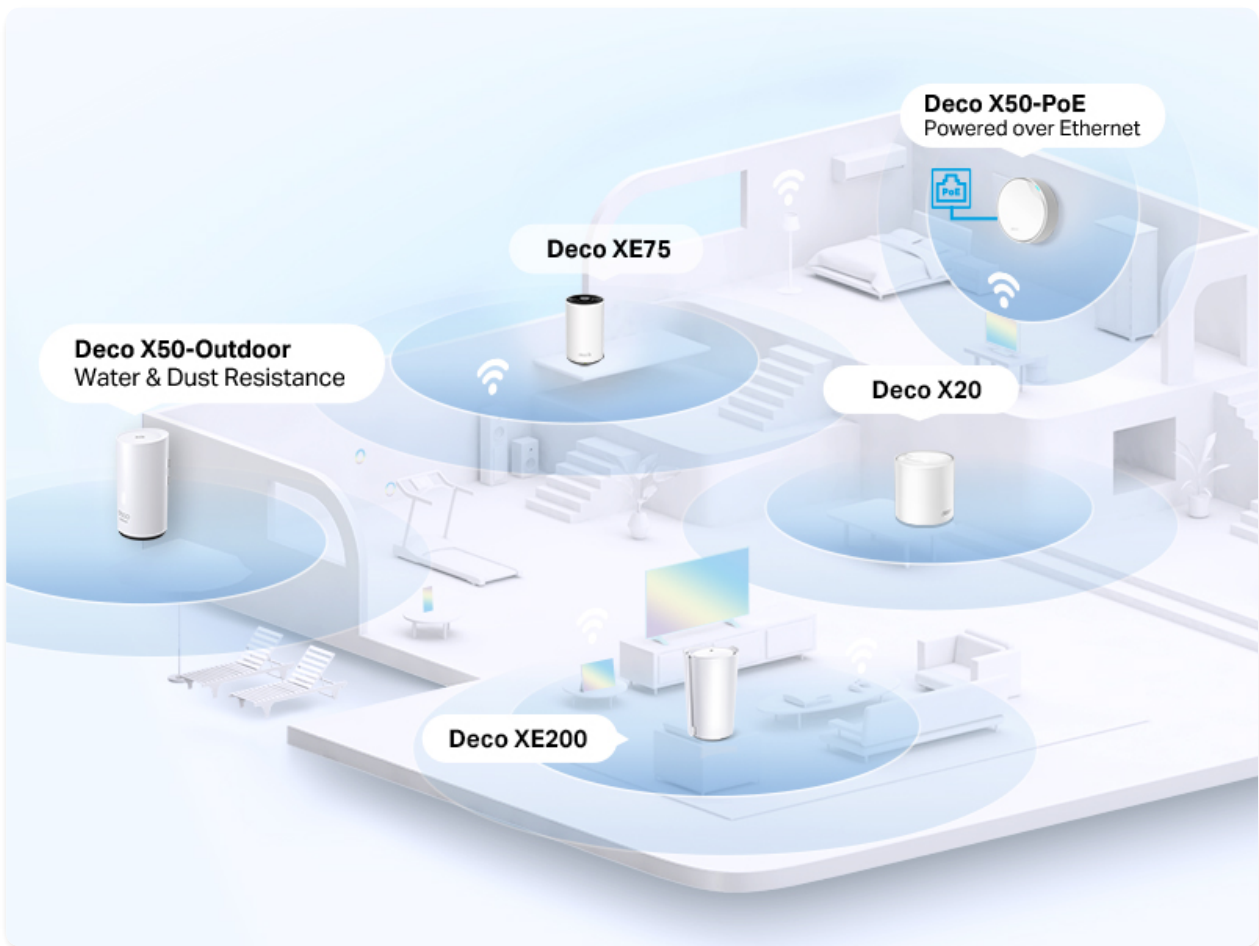 Deco X50-PoE
Powered over Ethernet
PoE
Deco XE75
Deco X50-Outdoor
Water & Dust Resistance
Deco X20
Deco XE200